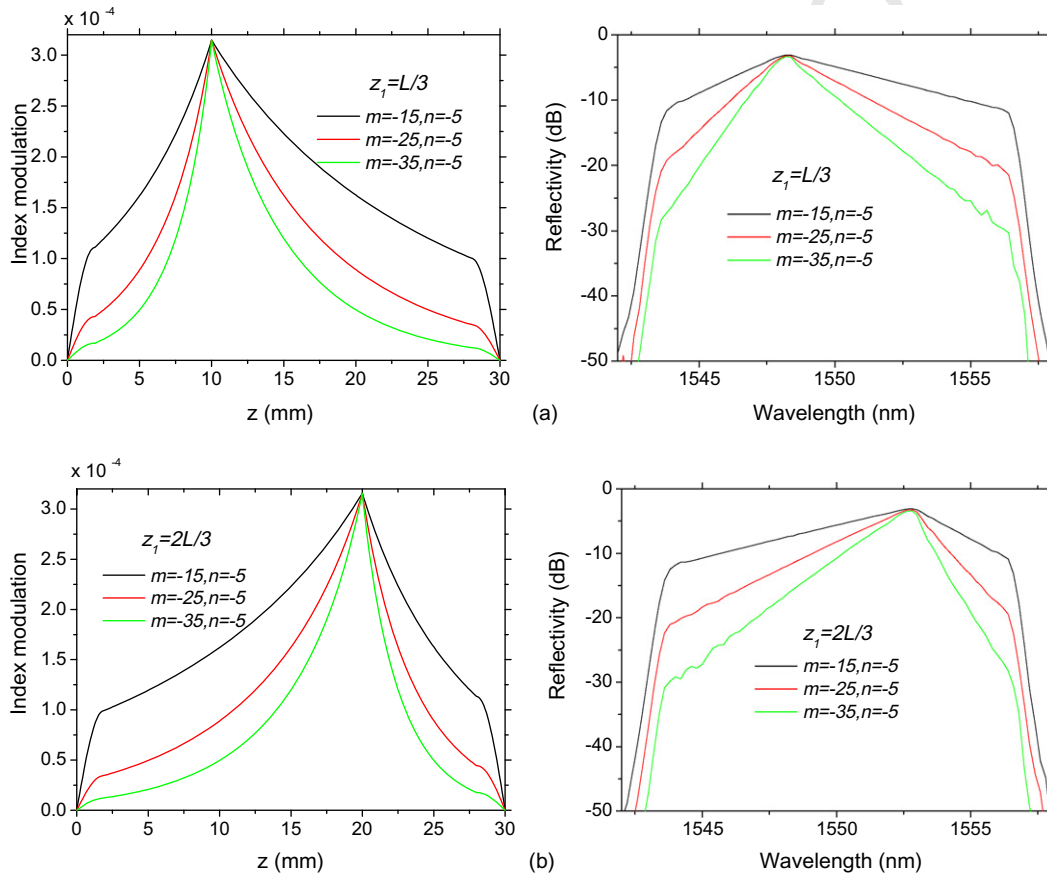 x 10 -4
3.0
2.5
2.0
1.5
1.0
0.5
0.0
Index modulation
z1=L/3
m=-15,n=-5
m=-25,n=-5
m=-35,n=-5
0 5 10 15 20 25 30
z (mm)
0
-10
-20
-30
-40
-50
Reflectivity (dB)
z1=L/3
m=-15,n=-5
m=-25,n=-5
m=-35,n=-5
1545 1550 1555
Wavelength (nm)
(a)
x 10 -4
3.0
2.5
2.0
1.5
1.0
0.5
0.0
Index modulation
z1=2L/3
m=-15,n=-5
m=-25,n=-5
m=-35,n=-5
0 5 10 15 20 25 30
z (mm)
0
-10
-20
-30
-40
-50
Reflectivity (dB)
z1=2L/3
m=-15,n=-5
m=-25,n=-5
m=-35,n=-5
1545 1550 1555
Wavelength (nm)
(b)